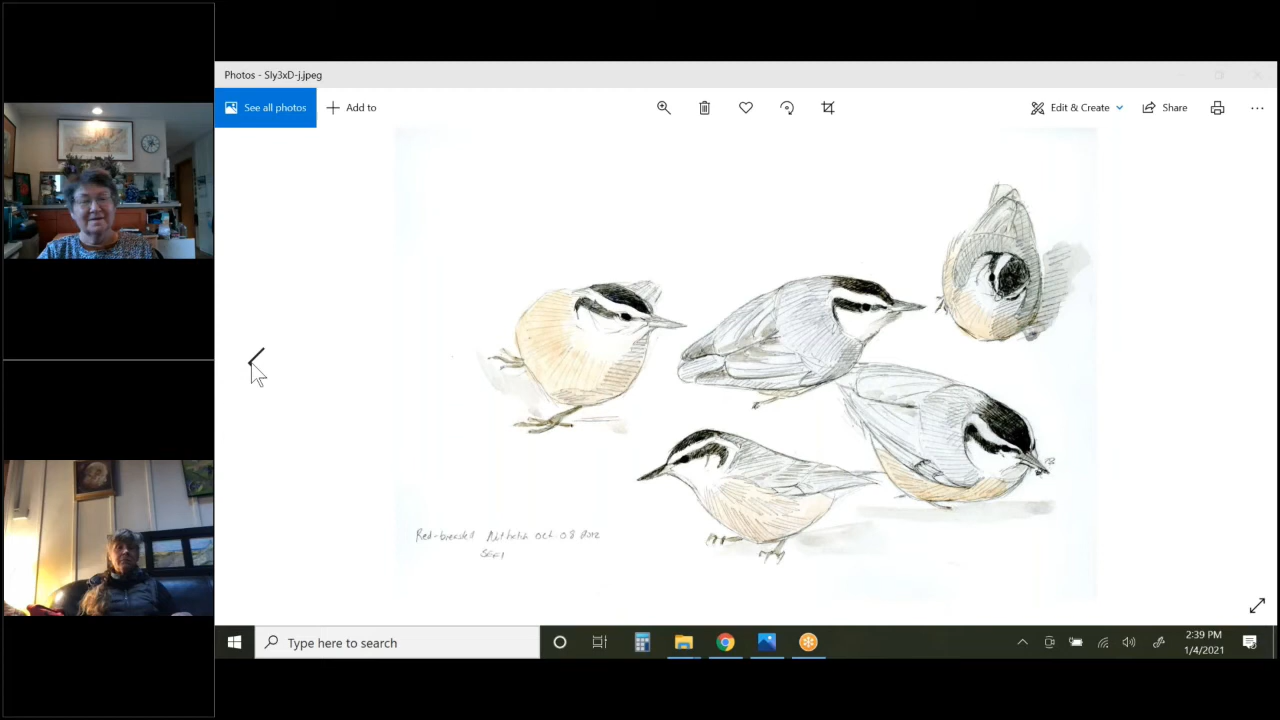 Photos - Sly3xD-j.jpeg
See all photos
Add to
Edit & Create
Share
Red-breasted Nuthatch Oct. 08 2012
SEKI
Type here to search
2:39 PM
1/4/2021